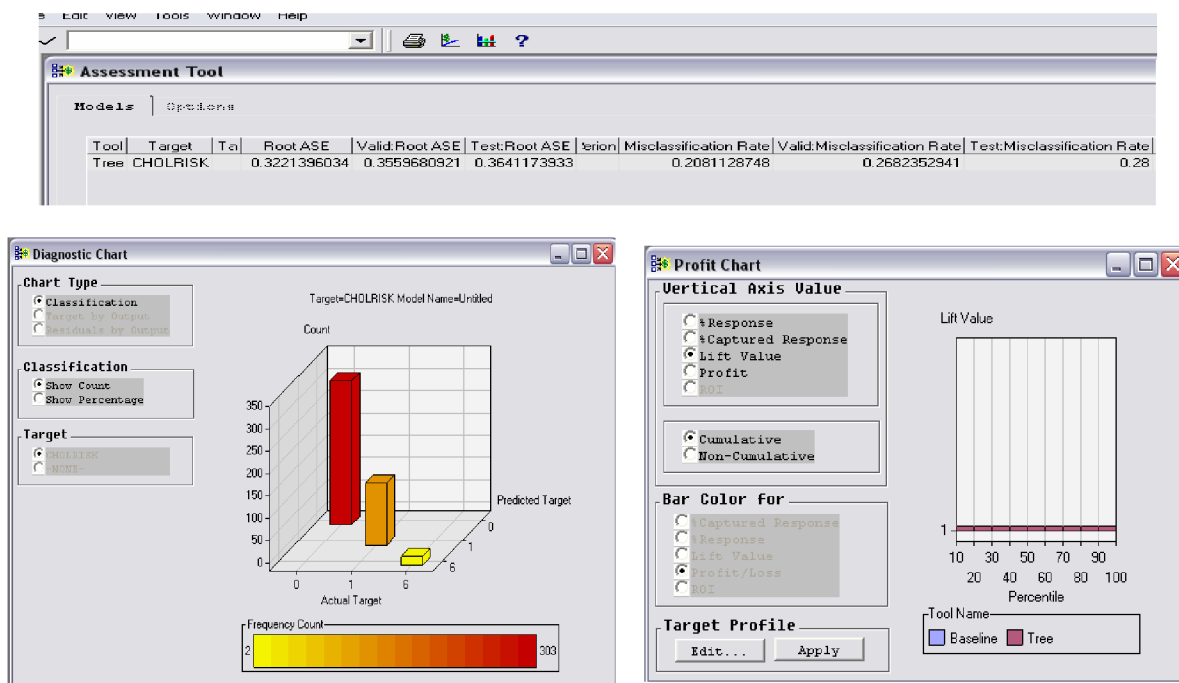 Edit View Tools Window Help
?
Assessment Tool
Models Options
Tool Target Ta Root ASE Valid:Root ASE Test:Root ASE erion Misclassification Rate Valid:Misclassification Rate Test:Misclassification Rate
Tree CHOLRISK 0.3221396034 0.3559680921 0.3641173933 0.2081128748 0.2682352941 0.28
Diagnostic Chart
Chart Type
Classification
Target by Output
Residuals by Output
Classification
Show Count
Show Percentage
Target
CHOLRISK
-NONE-
Target=CHOLRISK Model Name=Untitled
Count
350
300
250
200
150
100
50
0
0 1 6
Actual Target
0
1
6
Predicted Target
Frequency Count
2 303
Profit Chart
Vertical Axis Value
%Response
%Captured Response
Lift Value
Profit
ROI
Cumulative
Non-Cumulative
Bar Color for
%Captured Response
%Response
Lift Value
Profit/Loss
ROI
Target Profile
Edit... Apply
Lift Value
1
10 30 50 70 90
20 40 60 80 100
Percentile
Tool Name
Baseline Tree